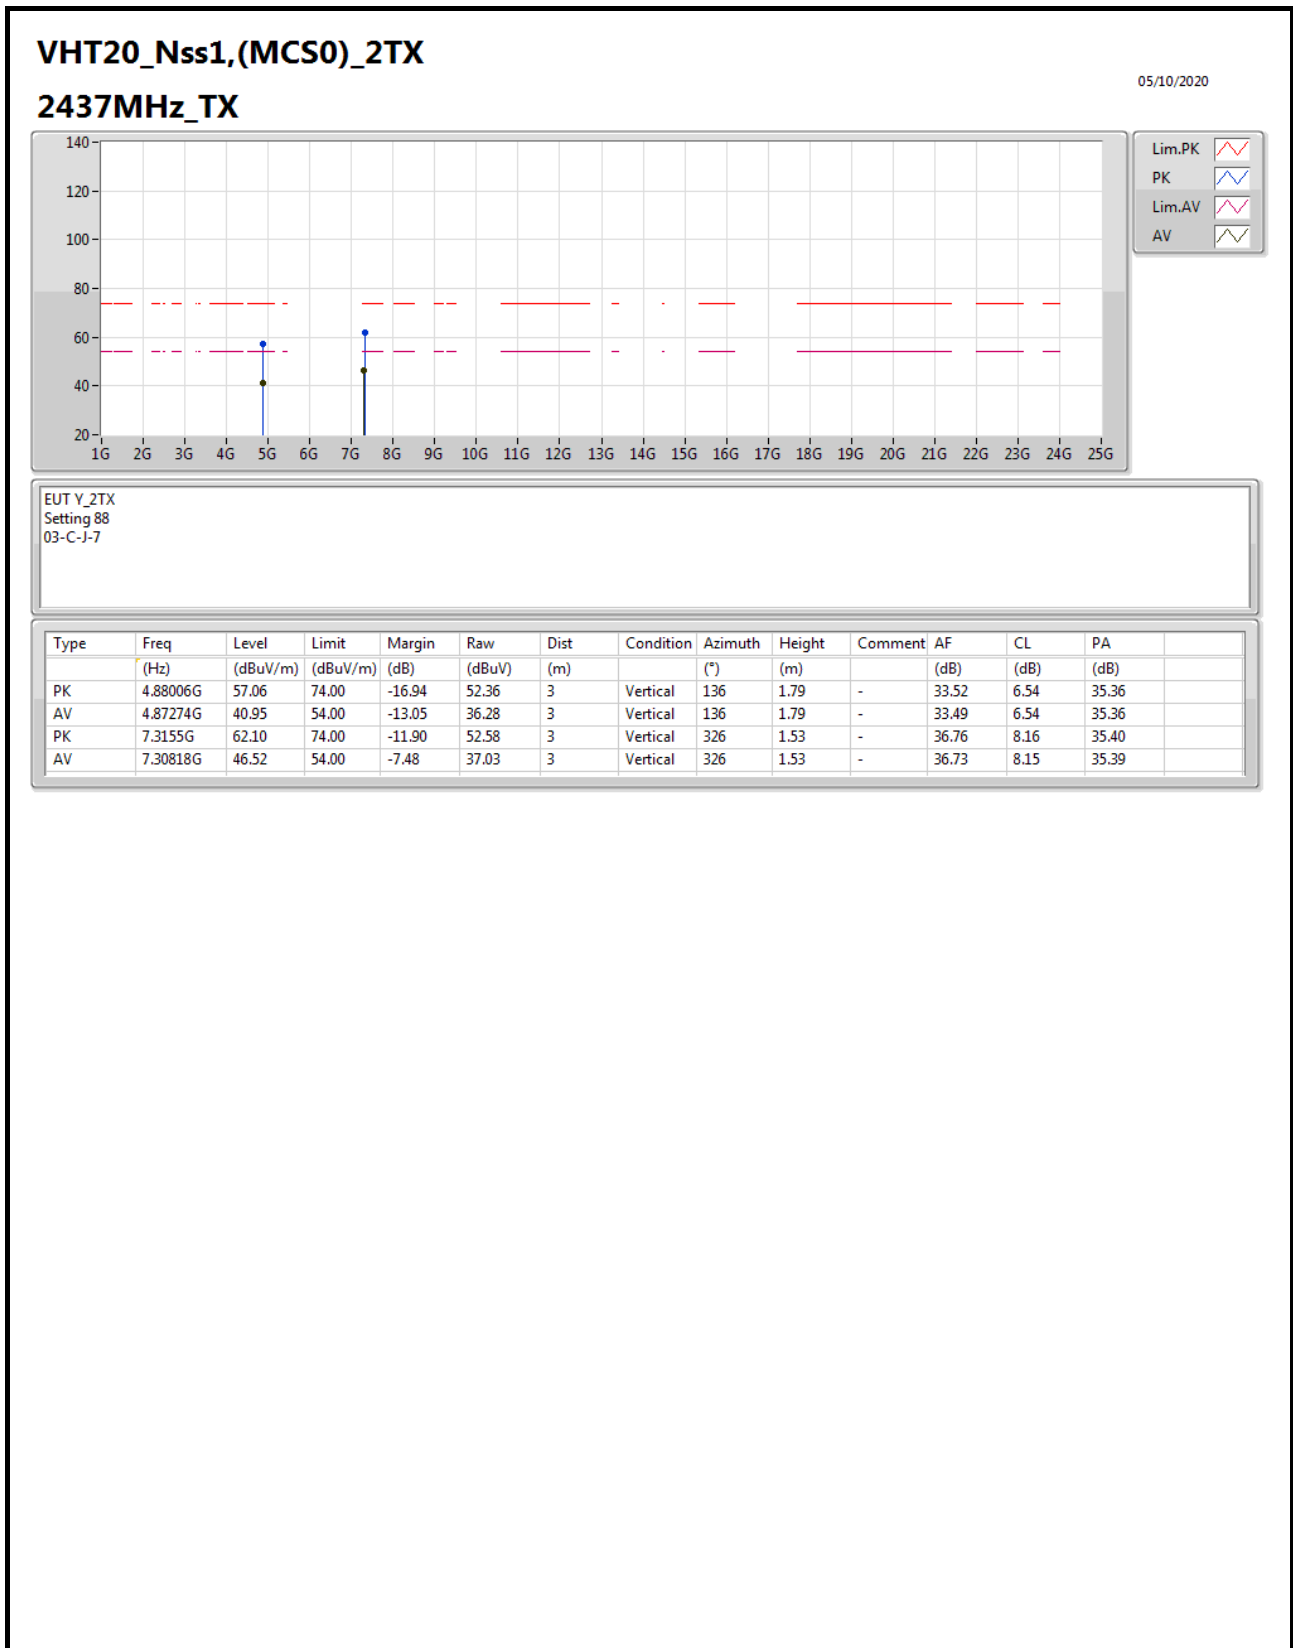 VHT20_Nss1,(MCS0)_2TX
05/10/2020
2437MHz_TX
140
120
100
80
60
40
20
1G 2G 3G 4G 5G 6G 7G 8G 9G 10G 11G 12G 13G 14G 15G 16G 17G 18G 19G 20G 21G 22G 23G 24G 25G
Lim.PK
PK
Lim.AV
AV
EUT Y_2TX
Setting 88
03-C-J-7
Type Freq Level Limit Margin Raw Dist Condition Azimuth Height Comment AF CL PA
(Hz) (dBuV/m) (dBuV/m) (dB) (dBuV) (m) (°) (m) (dB) (dB) (dB)
PK 4.88006G 57.06 74.00 -16.94 52.36 3 Vertical 136 1.79 - 33.52 6.54 35.36
AV 4.87274G 40.95 54.00 -13.05 36.28 3 Vertical 136 1.79 - 33.49 6.54 35.36
PK 7.3155G 62.10 74.00 -11.90 52.58 3 Vertical 326 1.53 - 36.76 8.16 35.40
AV 7.30818G 46.52 54.00 -7.48 37.03 3 Vertical 326 1.53 - 36.73 8.15 35.39